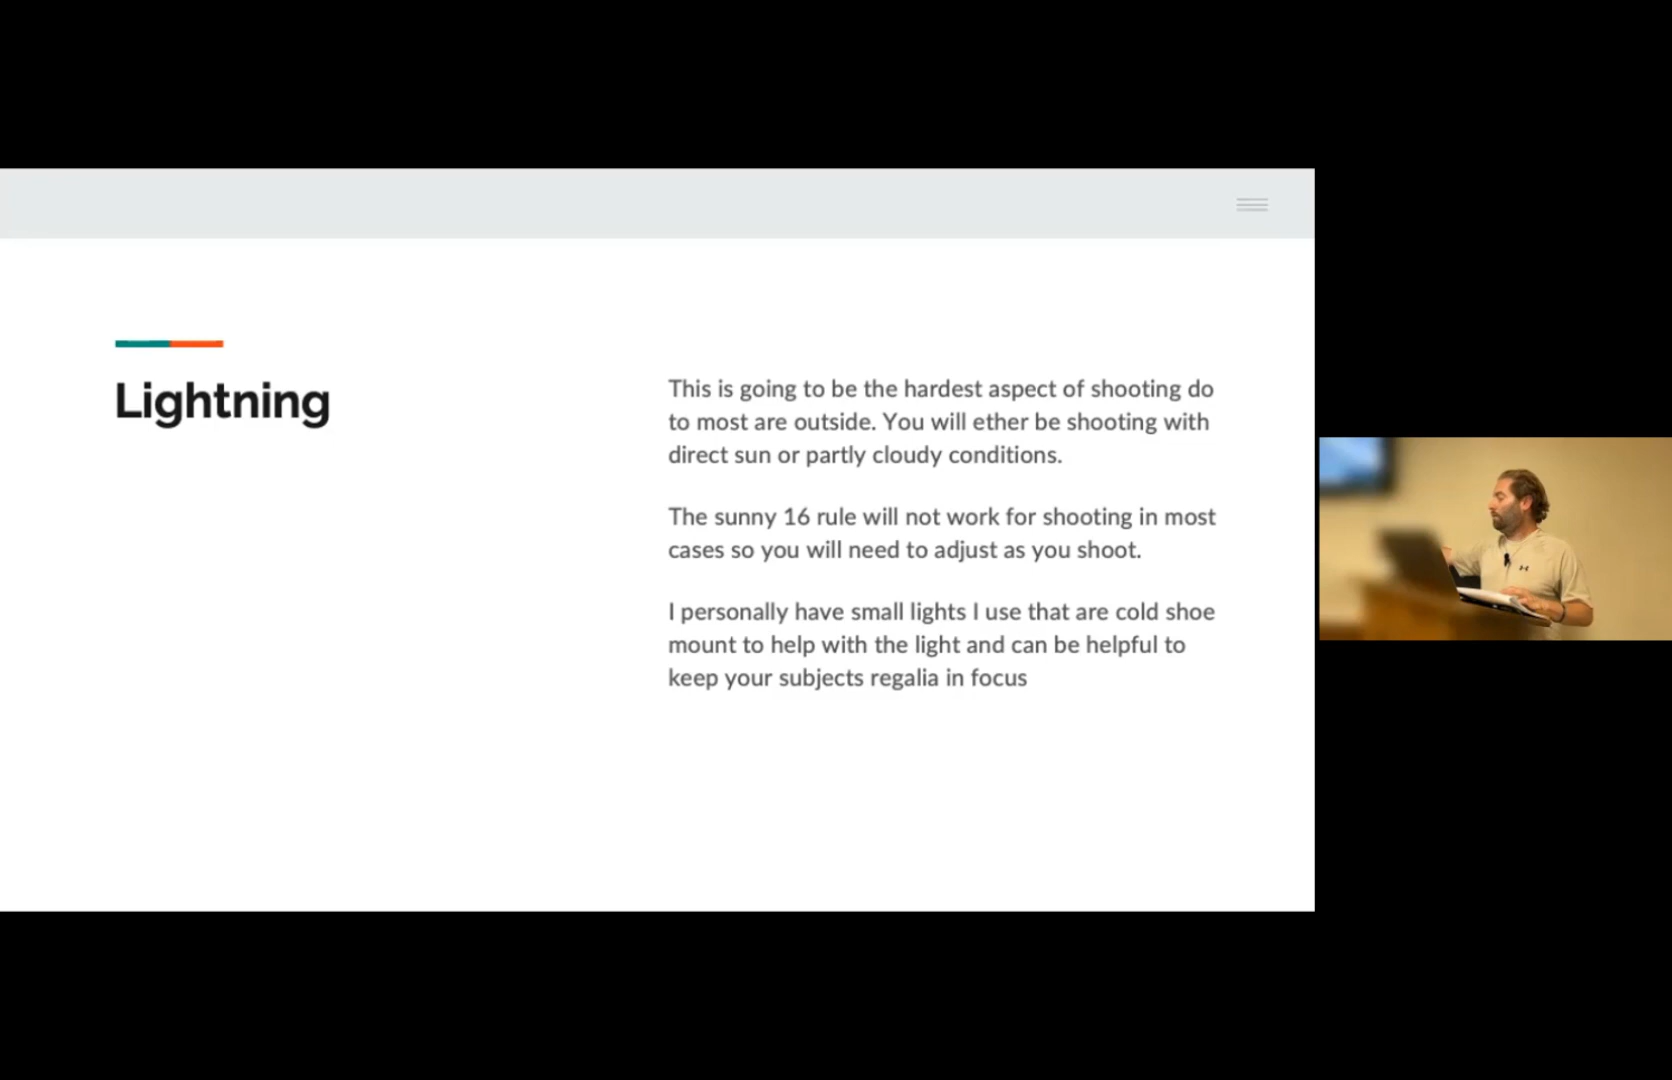 Lightning
This is going to be the hardest aspect of shooting do
to most are outside. You will ether be shooting with
direct sun or partly cloudy conditions.
The sunny 16 rule will not work for shooting in most
cases so you will need to adjust as you shoot.
I personally have small lights I use that are cold shoe
mount to help with the light and can be helpful to
keep your subjects regalia in focus